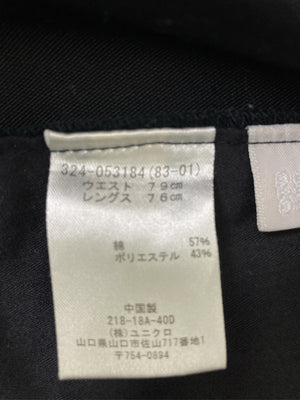 324-053184(83-01)
ウエスト 79㎝
レングス 76㎝
綿 57%
ポリエステル 43%
中国製
218-18A-40D
(株)ユニクロ
山口県山口市佐山717番地1
〒754-0894